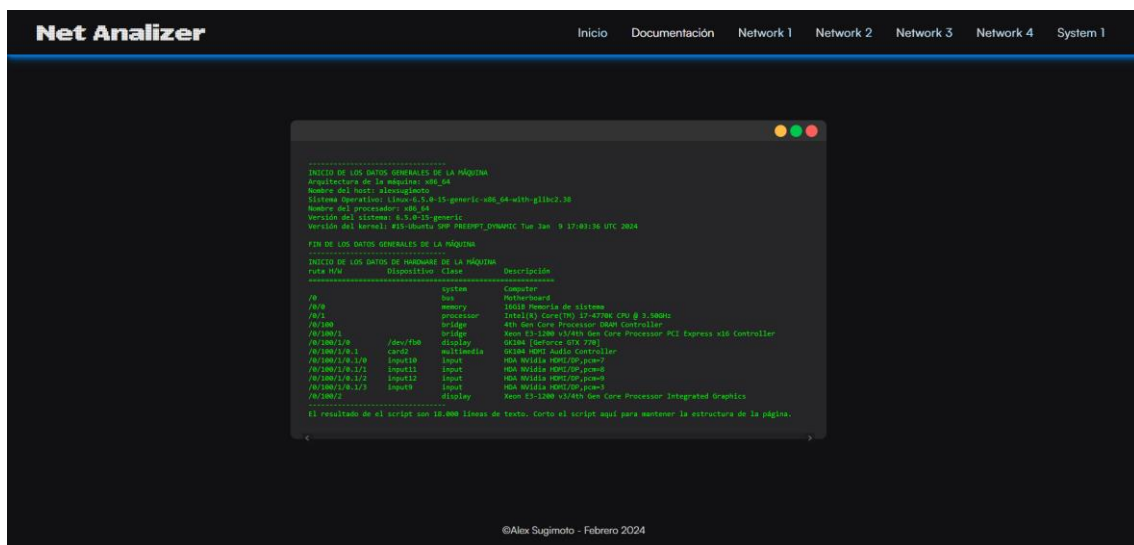 Net Analizer
Inicio Documentación Network 1 Network 2 Network 3 Network 4 System 1
----------------------------------
INICIO DE LOS DATOS GENERALES DE LA MÁQUINA
Arquitectura de la máquina: x86_64
Nombre del host: alexsugimoto
Sistema Operativo: Linux-6.5.0-15-generic-x86_64-with-glibc2.38
Nombre del procesador: x86_64
Versión del sistema: 6.5.0-15-generic
Versión del kernel: #15-Ubuntu SMP PREEMPT_DYNAMIC Tue Jan 9 17:03:36 UTC 2024
FIN DE LOS DATOS GENERALES DE LA MÁQUINA
----------------------------------
INICIO DE LOS DATOS DE HARDWARE DE LA MÁQUINA
ruta H/W Dispositivo Clase Descripción
============================================================
system Computer
/0 bus Motherboard
/0/0 memory 16GiB Memoria de sistema
/0/1 processor Intel(R) Core(TM) i7-4770K CPU @ 3.50GHz
/0/100 bridge 4th Gen Core Processor DRAM Controller
/0/100/1 bridge Xeon E3-1200 v3/4th Gen Core Processor PCI Express x16 Controller
/0/100/1/0 /dev/fb0 display GK104 [GeForce GTX 770]
/0/100/1/0.1 card2 multimedia GK104 HDMI Audio Controller
/0/100/1/0.1/0 input10 input HDA NVidia HDMI/DP,pcm=7
/0/100/1/0.1/1 input11 input HDA NVidia HDMI/DP,pcm=8
/0/100/1/0.1/2 input12 input HDA NVidia HDMI/DP,pcm=9
/0/100/1/0.1/3 input9 input HDA NVidia HDMI/DP,pcm=3
/0/100/2 display Xeon E3-1200 v3/4th Gen Core Processor Integrated Graphics
----------------------------------
El resultado de el script son 18.000 líneas de texto. Corto el script aquí para mantener la estructura de la página.
©Alex Sugimoto - Febrero 2024